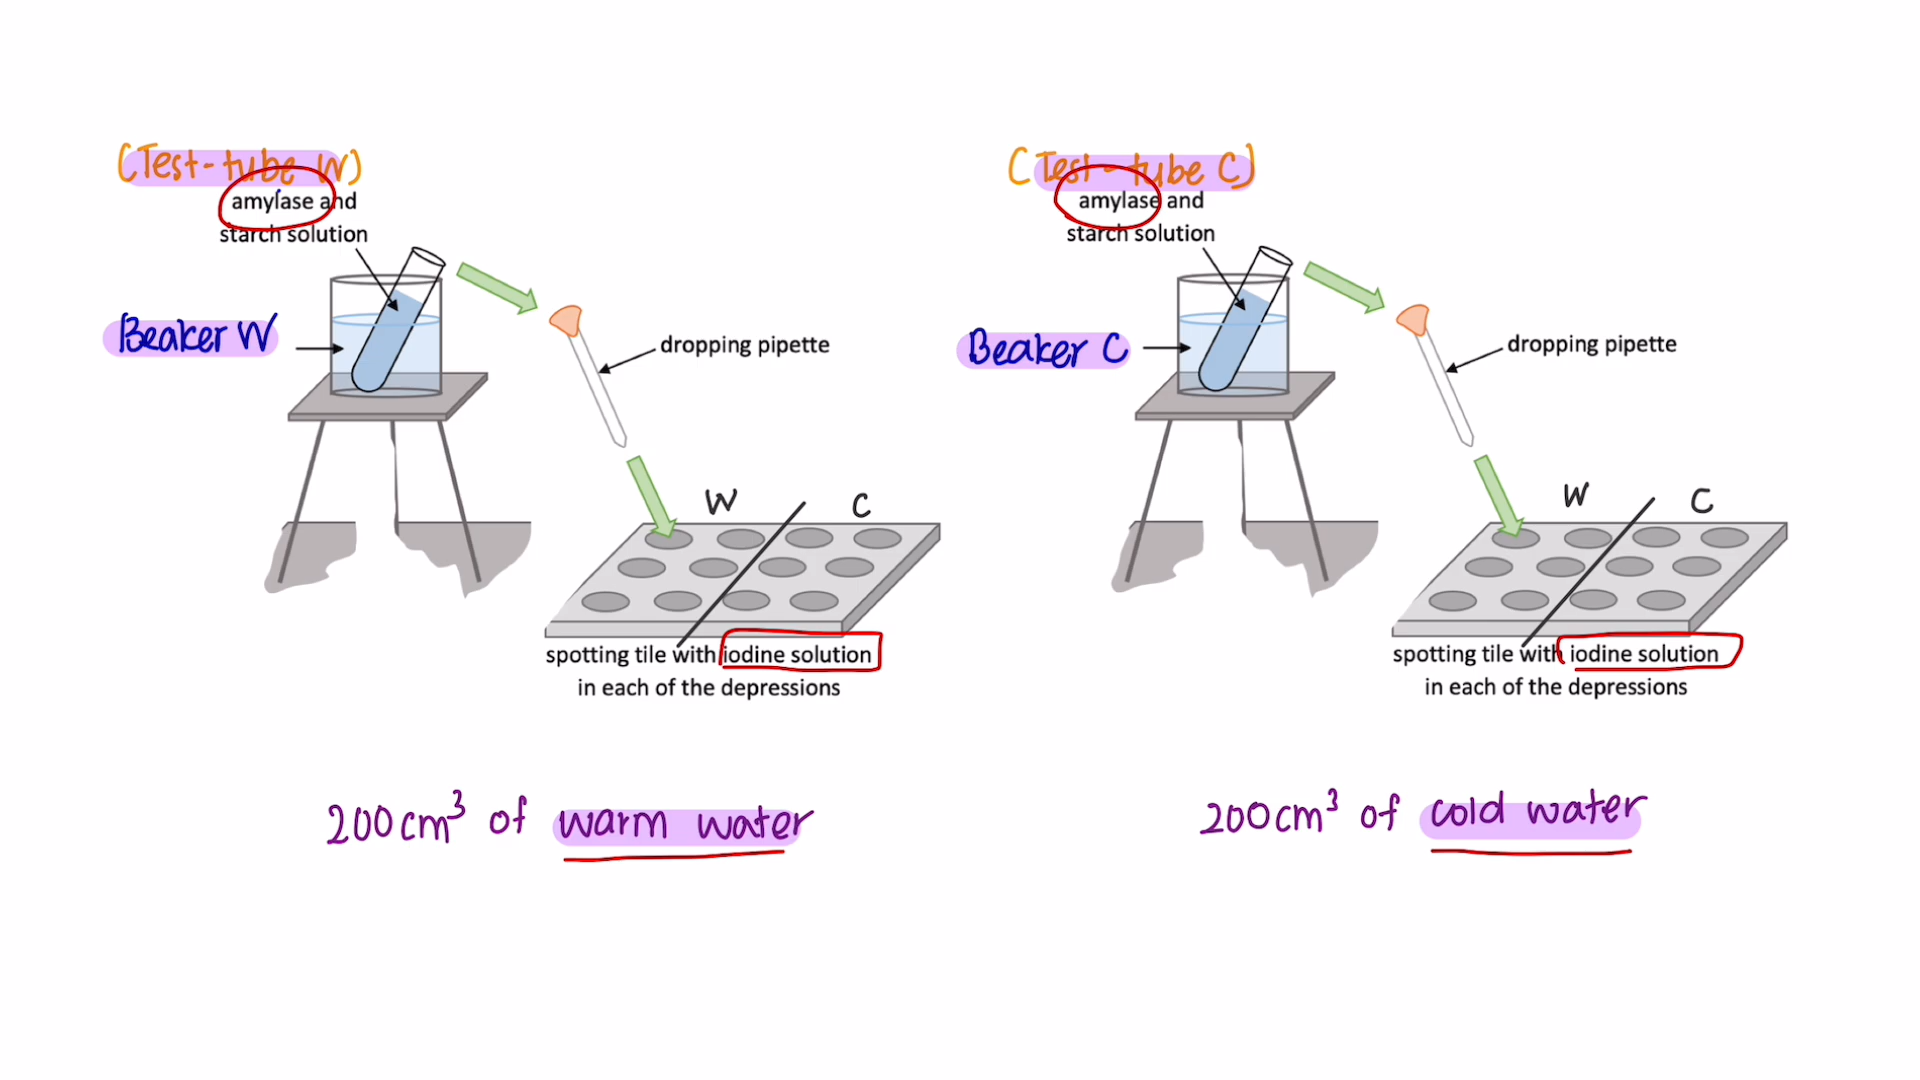 (Test-tube W)
amylase and
starch solution
Beaker W
dropping pipette
W C
spotting tile with iodine solution
in each of the depressions
200cm³ of warm water
(Test-tube C)
amylase and
starch solution
Beaker C
dropping pipette
W C
spotting tile with iodine solution
in each of the depressions
200cm³ of cold water